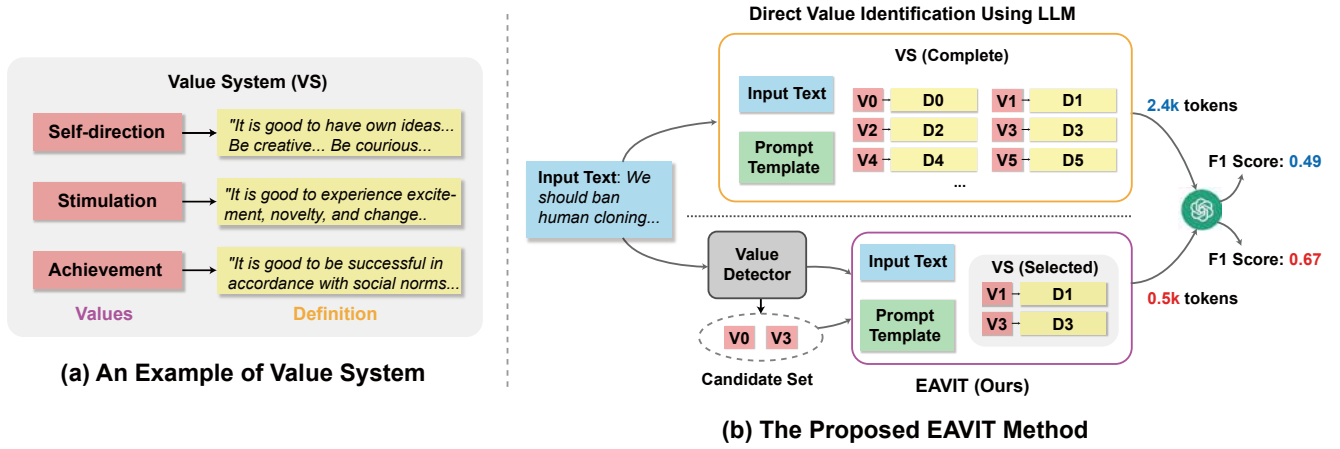 Value System (VS)
Self-direction
"It is good to have own ideas...
Be creative... Be courious...
Stimulation
"It is good to experience excite-
ment, novelty, and change..
Achievement
"It is good to be successful in
accordance with social norms...
Values
Definition
(a) An Example of Value System
Direct Value Identification Using LLM
Input Text: We
should ban
human cloning...
VS (Complete)
Input Text
Prompt
Template
V0
D0
V1
D1
V2
D2
V3
D3
V4
D4
V5
D5
...
2.4k tokens
Value
Detector
V0
V3
Candidate Set
Input Text
Prompt
Template
VS (Selected)
V1
D1
V3
D3
EAVIT (Ours)
0.5k tokens
F1 Score: 0.49
F1 Score: 0.67
(b) The Proposed EAVIT Method